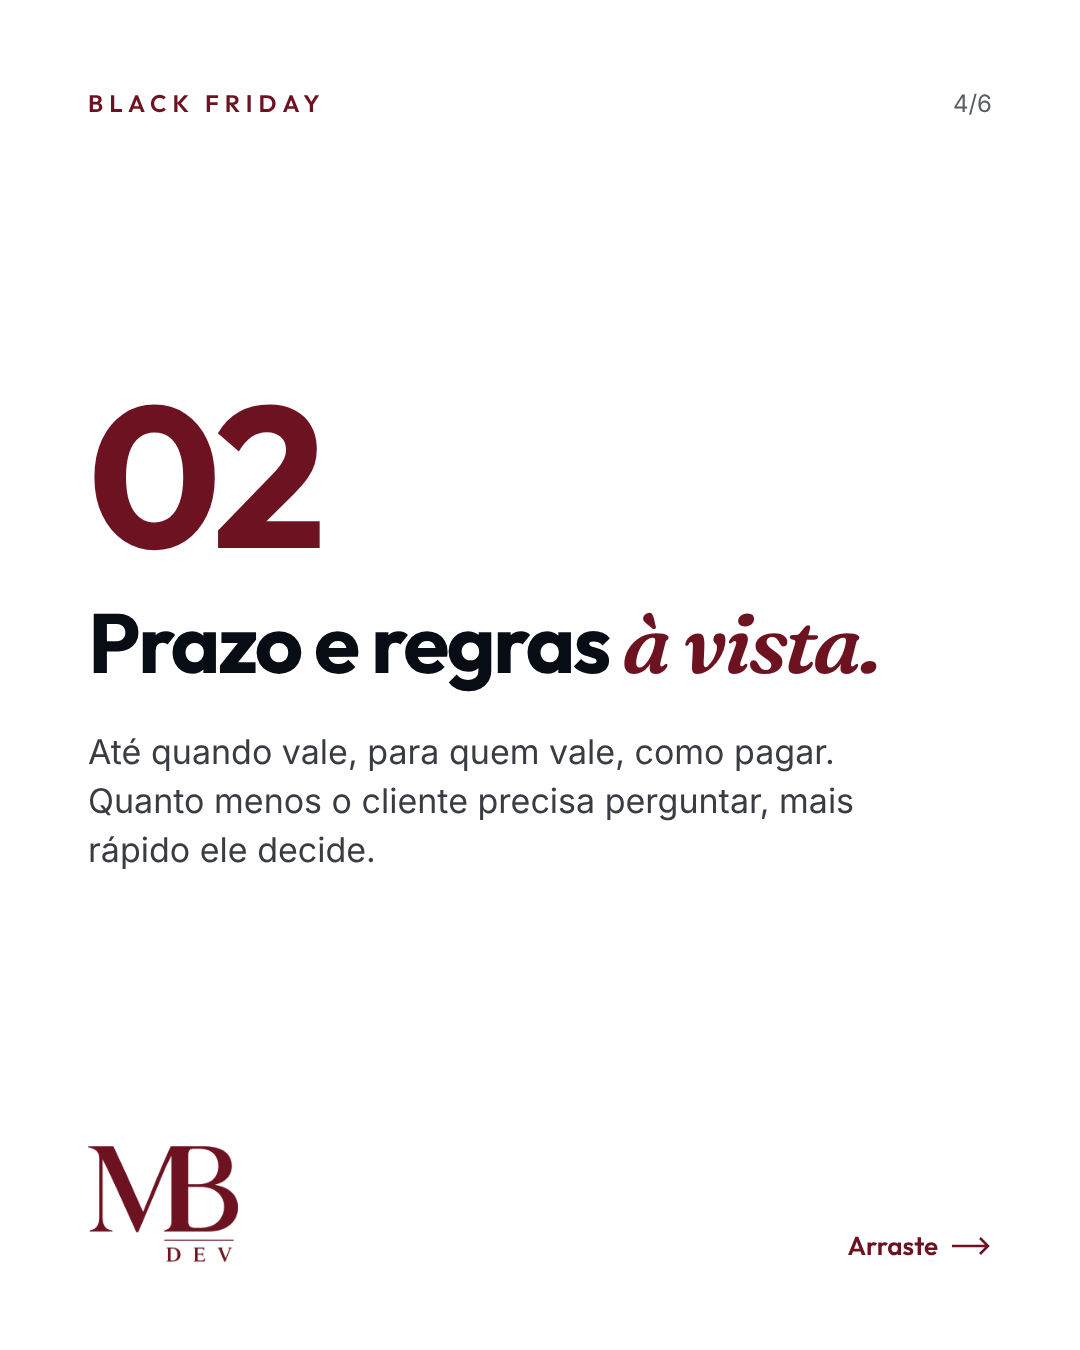 BLACK FRIDAY
4/6
02
Prazo e regras à vista.
Até quando vale, para quem vale, como pagar.
Quanto menos o cliente precisa perguntar, mais
rápido ele decide.
MB
DEV
Arraste